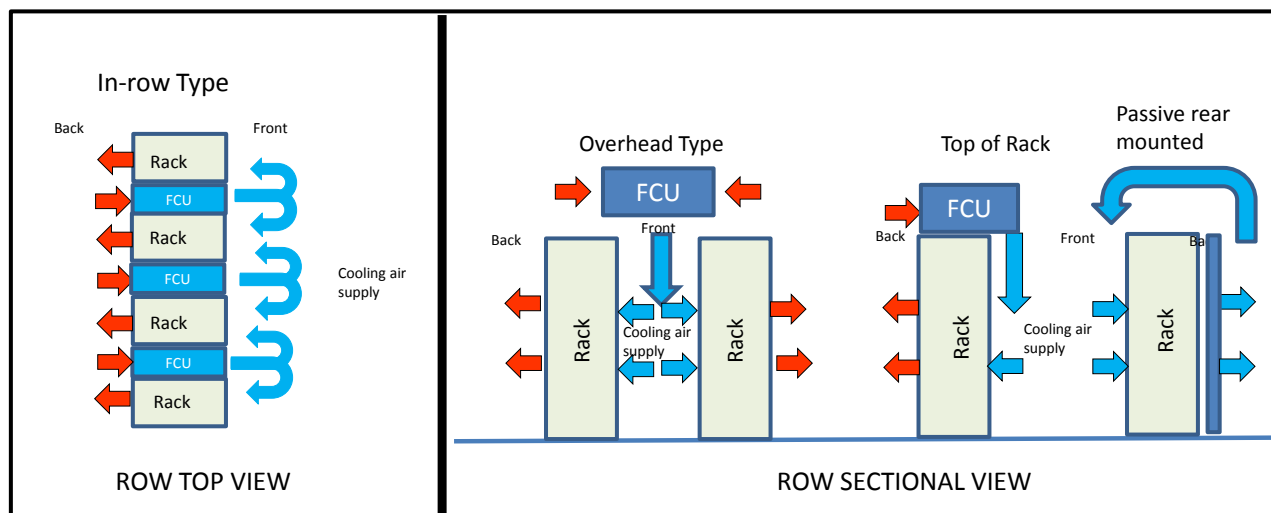 In-row Type
Back
Front
Rack
FCU
Rack
FCU
Cooling air
supply
Rack
FCU
Rack
ROW TOP VIEW
Overhead Type
FCU
Front
Back
Rack
Cooling air
supply
Rack
Top of Rack
FCU
Back
Rack
Cooling air
supply
Passive rear
mounted
Front
Rack
ROW SECTIONAL VIEW